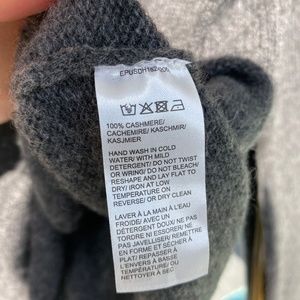 100% CASHMERE/
CACHEMIRE/ KASCHMIR/
KASJMIER
HAND WASH IN COLD
WATER/ WITH MILD
DETERGENT/ DO NOT TWIST
OR WRING/ DO NOT BLEACH/
RESHAPE AND LAY FLAT TO
DRY/ IRON AT LOW
TEMPERATURE ON
REVERSE/ OR DRY CLEAN
LAVER À LA MAIN À L'EAU
FROIDE/ AVEC UN
DÉTERGENT DOUX/ NE PAS
TORDRE NI ESSORER/ NE
PAS JAVELLISER/ REMETTRE
EN FORME ET SÉCHER À
PLAT/ REPASSER À
L'ENVERS À BASSE
TEMPÉRATURE OU
NETTOYER À SEC